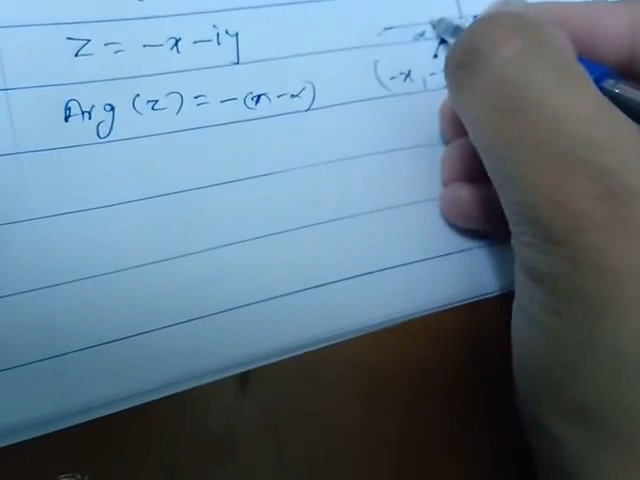 z = -x - iy
Arg (z) = -(π - α)
α
(-x, -